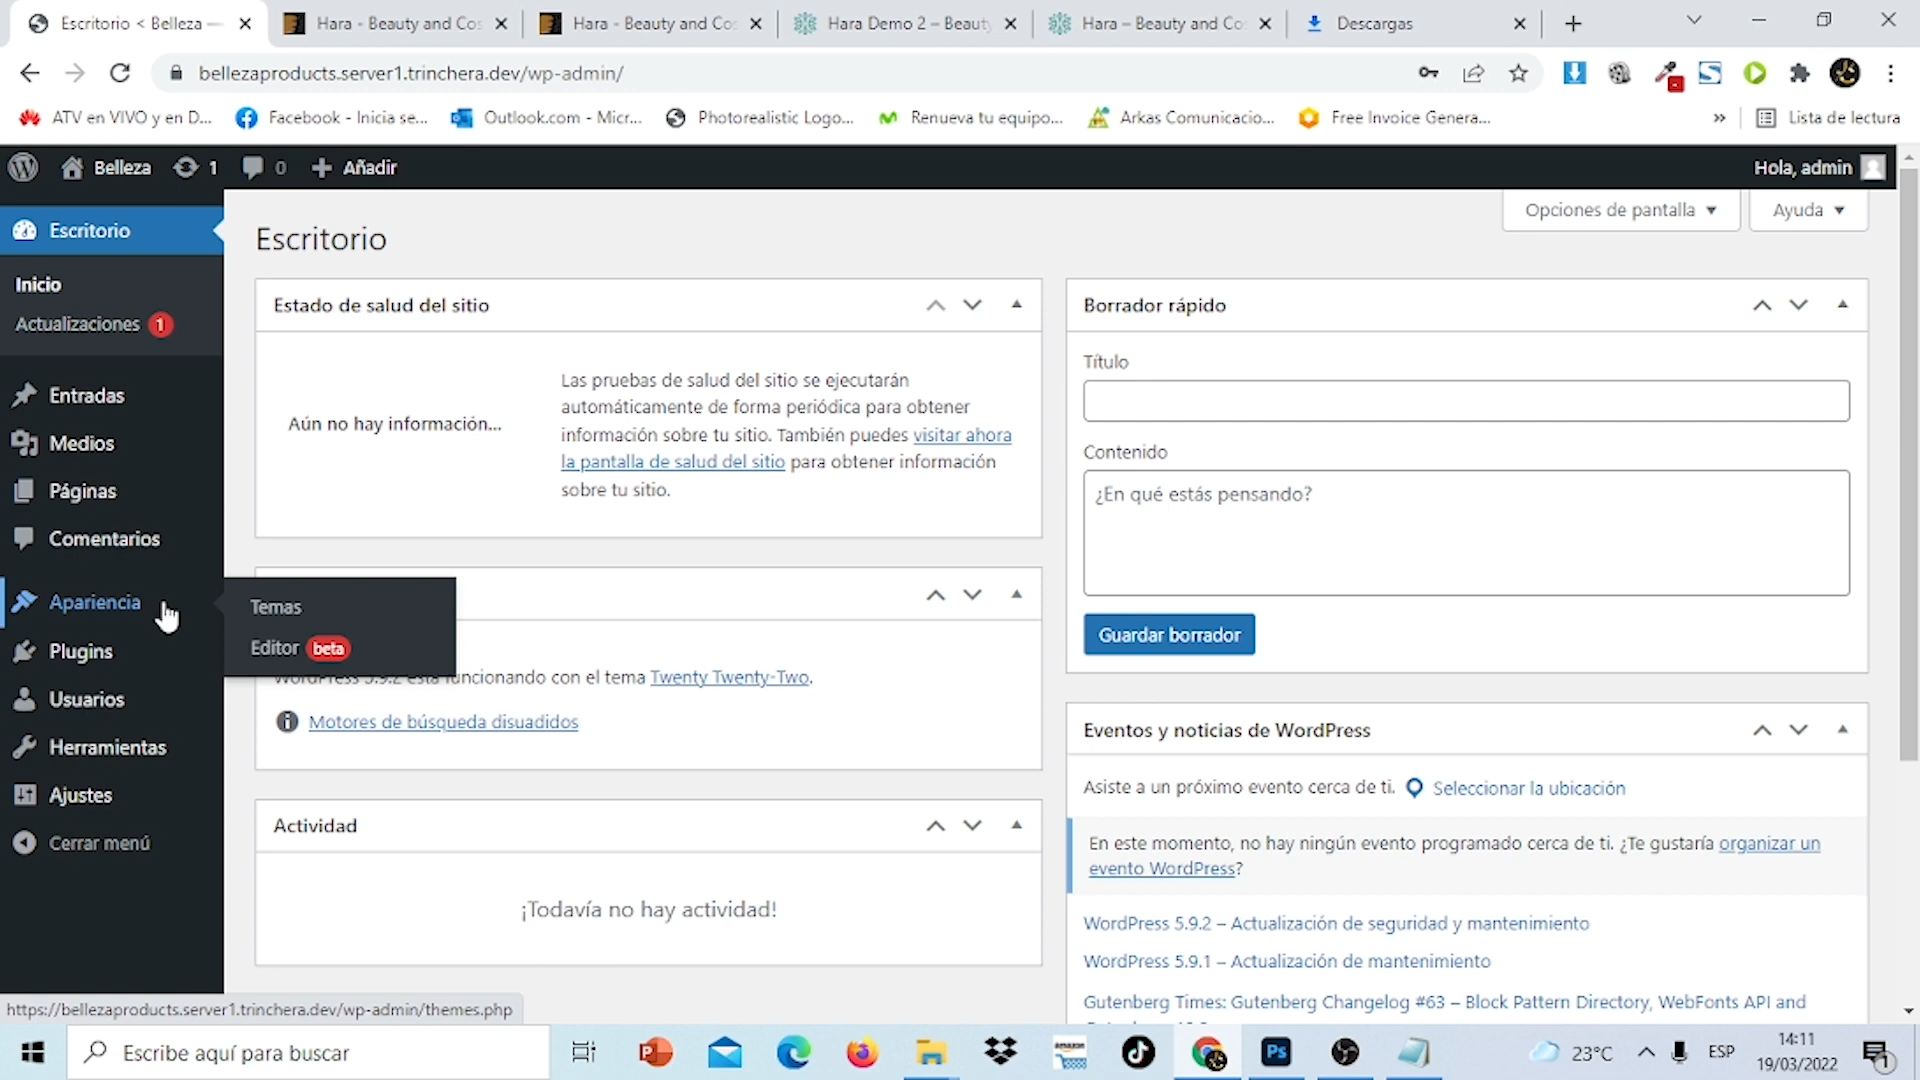 Escritorio < Belleza —
Hara - Beauty and Cos
Hara - Beauty and Cos
Hara Demo 2 – Beauty
Hara – Beauty and Cos
Descargas
bellezaproducts.server1.trinchera.dev/wp-admin/
ATV en VIVO y en D...
Facebook - Inicia se...
Outlook.com - Micr...
Photorealistic Logo...
Renueva tu equipo...
Arkas Comunicacio...
Free Invoice Genera...
»
Lista de lectura
Belleza
1
0
Añadir
Hola, admin
Opciones de pantalla
Ayuda
Escritorio
Inicio
Actualizaciones 1
Entradas
Medios
Páginas
Comentarios
Apariencia
Plugins
Usuarios
Herramientas
Ajustes
Cerrar menú
Temas
Editor beta
Escritorio
Estado de salud del sitio
Aún no hay información...
Las pruebas de salud del sitio se ejecutarán
automáticamente de forma periódica para obtener
información sobre tu sitio. También puedes visitar ahora
la pantalla de salud del sitio para obtener información
sobre tu sitio.
WordPress 5.9.2 está funcionando con el tema Twenty Twenty-Two.
Motores de búsqueda disuadidos
Actividad
¡Todavía no hay actividad!
Borrador rápido
Título
Contenido
¿En qué estás pensando?
Guardar borrador
Eventos y noticias de WordPress
Asiste a un próximo evento cerca de ti.
Seleccionar la ubicación
En este momento, no hay ningún evento programado cerca de ti. ¿Te gustaría organizar un
evento WordPress?
WordPress 5.9.2 – Actualización de seguridad y mantenimiento
WordPress 5.9.1 – Actualización de mantenimiento
Gutenberg Times: Gutenberg Changelog #63 – Block Pattern Directory, WebFonts API and
https://bellezaproducts.server1.trinchera.dev/wp-admin/themes.php
Escribe aquí para buscar
amazon
Ps
23°C
ESP
14:11
19/03/2022
1